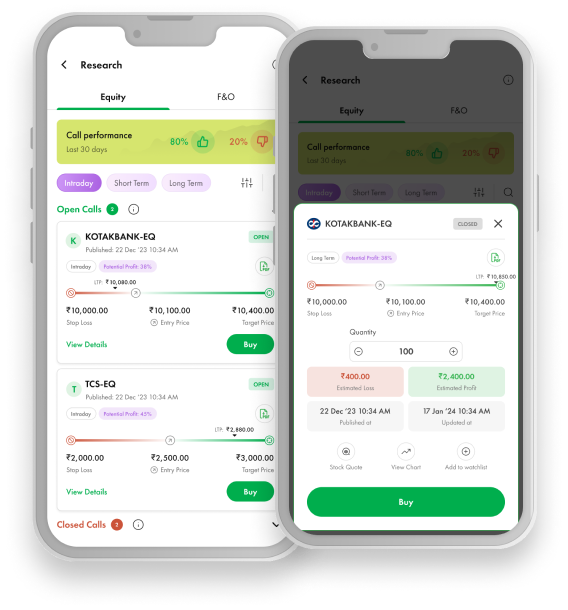 Research
Equity F&O
Call performance
Last 30 days
80% 20%
Intraday Short Term Long Term
Open Calls 2
K KOTAKBANK-EQ OPEN
Published: 22 Dec '23 10:34 AM
Intraday Potential Profit: 38%
LTP: ₹10,080.00
₹10,000.00 ₹10,100.00 ₹10,400.00
Stop Loss Entry Price Target Price
View Details Buy
T TCS-EQ OPEN
Published: 22 Dec '23 10:34 AM
Intraday Potential Profit: 45%
LTP: ₹2,880.00
₹2,000.00 ₹2,500.00 ₹3,000.00
Stop Loss Entry Price Target Price
View Details Buy
Closed Calls 2
Research
Equity F&O
Call performance
Last 30 days
80% 20%
Intraday Short Term Long Term
KOTAKBANK-EQ CLOSED
Long Term Potential Profit: 38%
LTP: ₹10,850.00
₹10,000.00 ₹10,100.00 ₹10,400.00
Stop Loss Entry Price Target Price
Quantity
100
₹400.00 ₹2,400.00
Estimated Loss Estimated Profit
22 Dec '23 10:34 AM 17 Jan '24 10:34 AM
Published at Updated at
Stock Quote View Chart Add to watchlist
Buy